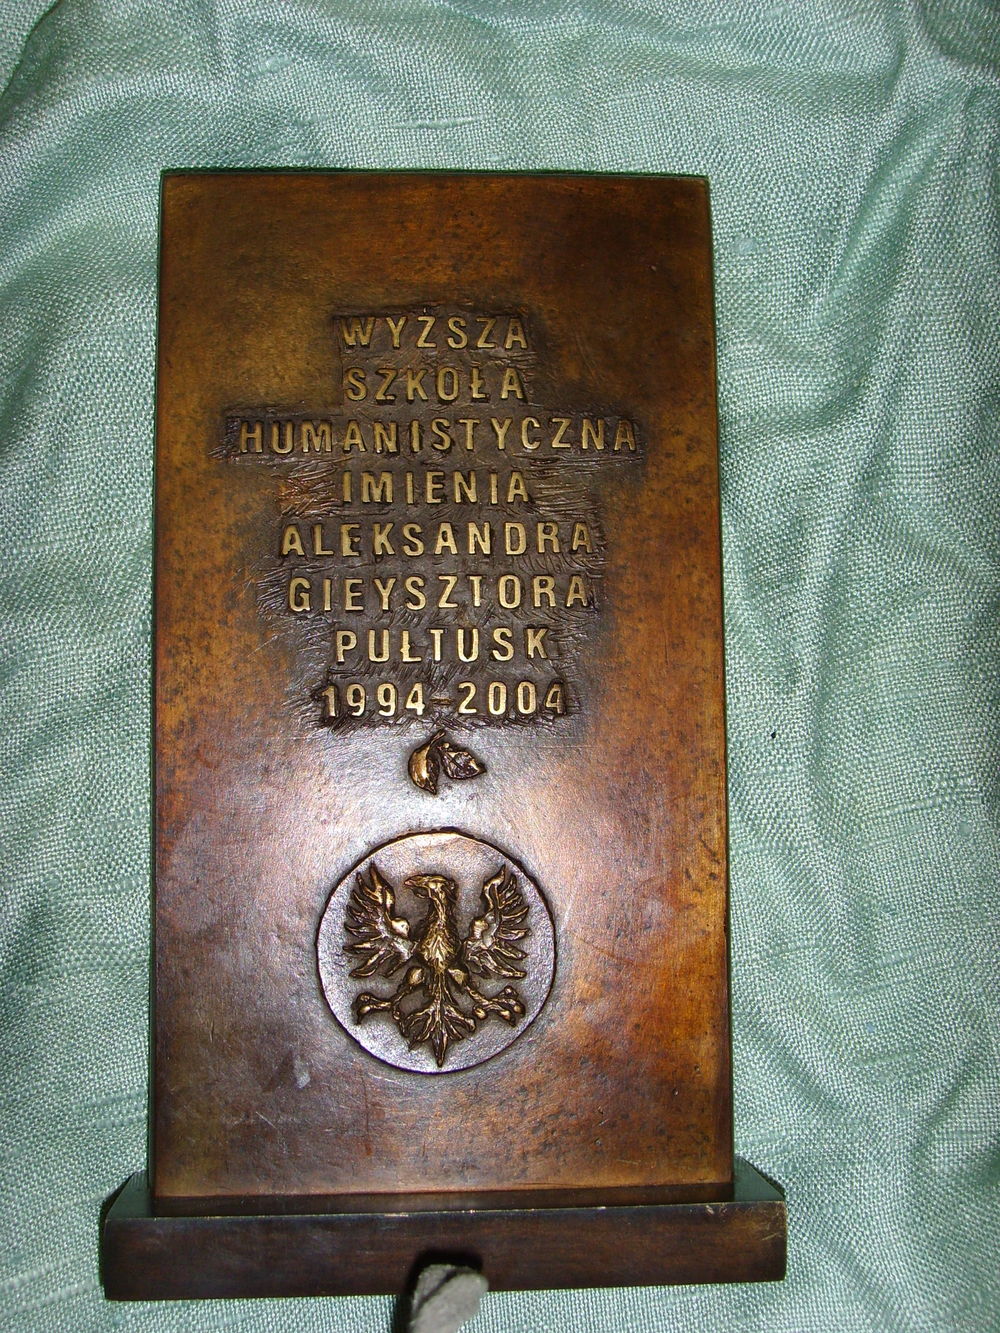 WYŻSZA
SZKOŁA
HUMANISTYCZNA
IMIENIA
ALEKSANDRA
GIEYSZTORA
PUŁTUSK
1994-2004